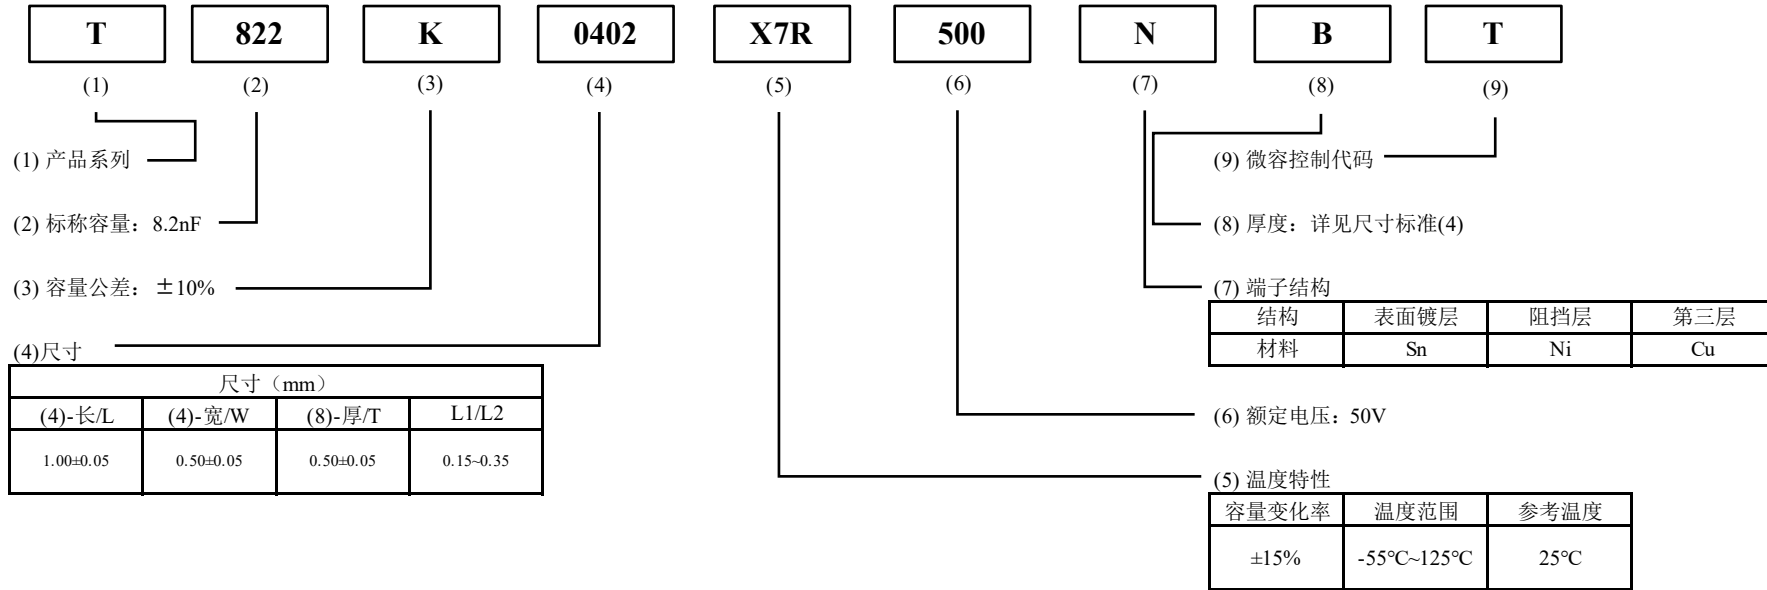 T 822 K 0402 X7R 500 N B T
(1) (2) (3) (4) (5) (6) (7) (8) (9)
(1) 产品系列
(2) 标称容量：8.2nF
(3) 容量公差：±10%
(4)尺寸
尺寸（mm）
(4)-长/L (4)-宽/W (8)-厚/T L1/L2
1.00±0.05 0.50±0.05 0.50±0.05 0.15~0.35
(9) 微容控制代码
(8) 厚度：详见尺寸标准(4)
(7) 端子结构
结构 表面镀层 阻挡层 第三层
材料 Sn Ni Cu
(6) 额定电压：50V
(5) 温度特性
容量变化率 温度范围 参考温度
±15% -55℃~125℃ 25℃